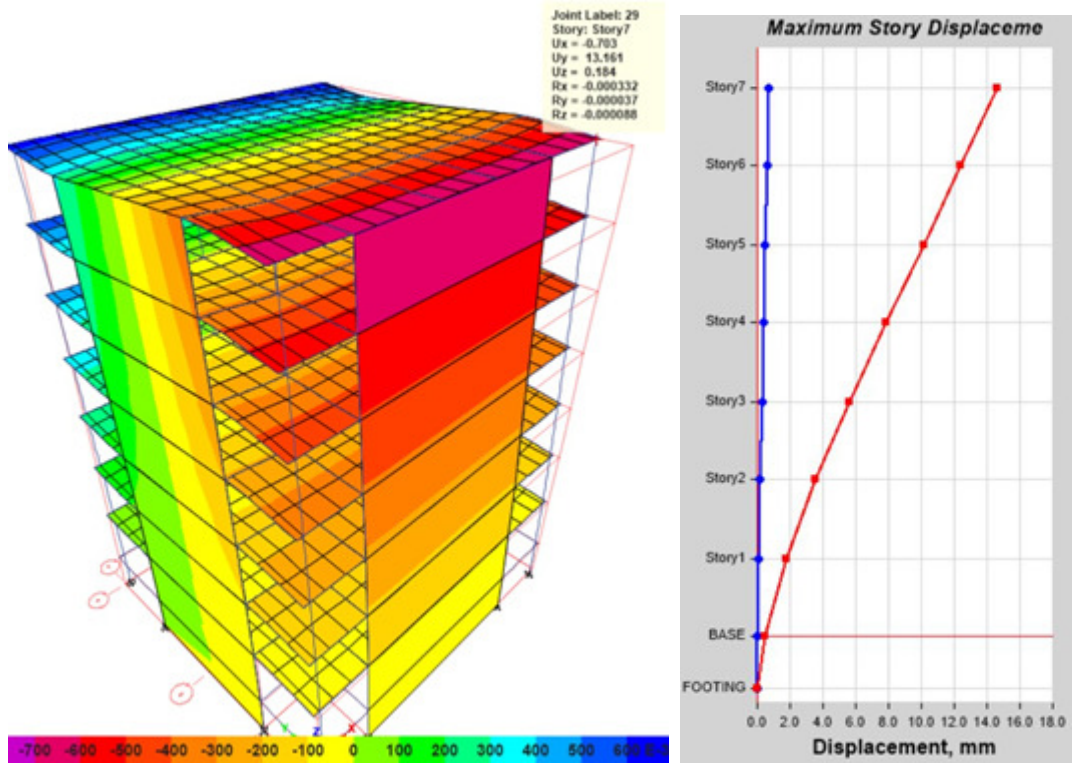 Joint Label: 29
Story: Story7
Ux = -0.703
Uy = 13.161
Uz = 0.184
Rx = -0.000332
Ry = -0.000037
Rz = -0.000088
-700 -600 -500 -400 -300 -200 -100 0 100 200 300 400 500 600
Y Z X
Maximum Story Displaceme
Story7
Story6
Story5
Story4
Story3
Story2
Story1
BASE
FOOTING
0.0 2.0 4.0 6.0 8.0 10.0 12.0 14.0 16.0 18.0
Displacement, mm